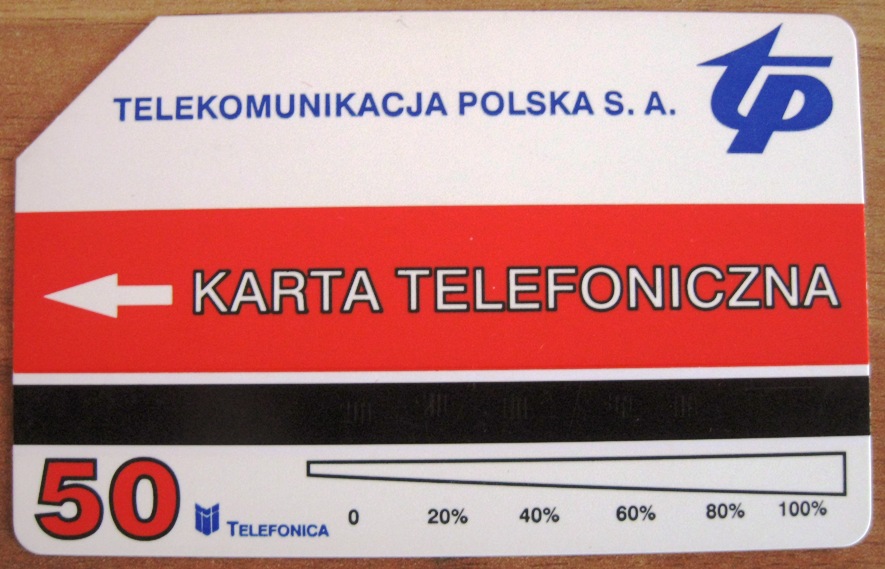 TELEKOMUNIKACJA POLSKA S. A.
tp
KARTA TELEFONICZNA
50
TELEFONICA
0 20% 40% 60% 80% 100%